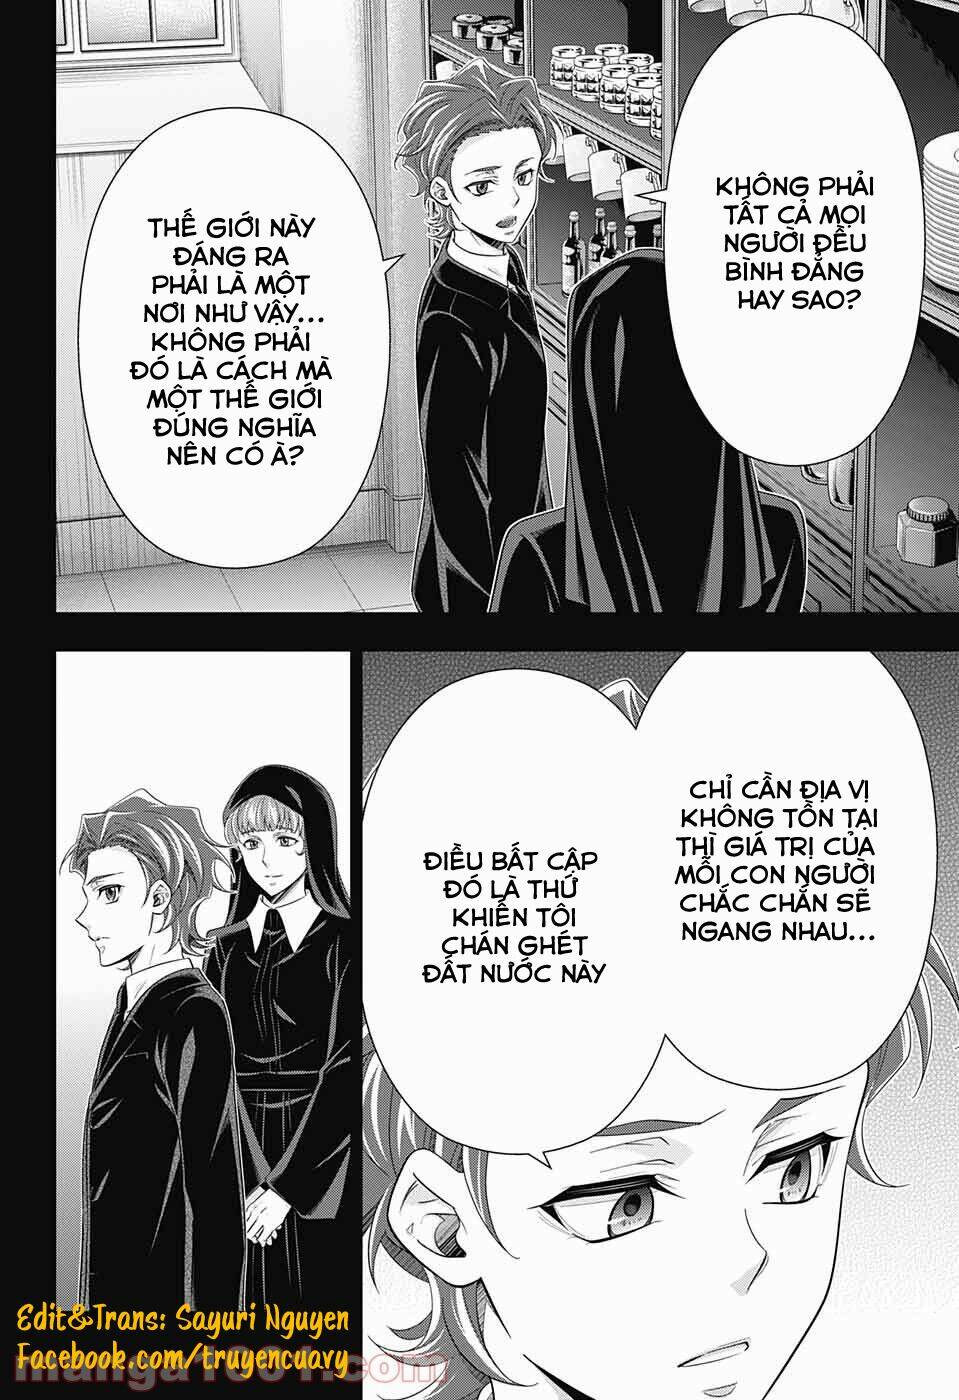 KHÔNG PHẢI
TẤT CẢ MỌI
NGƯỜI ĐỀU
BÌNH ĐẲNG
HAY SAO?
THẾ GIỚI NÀY
ĐÁNG RA
PHẢI LÀ MỘT
NƠI NHƯ VẬY...
KHÔNG PHẢI
ĐÓ LÀ CÁCH MÀ
MỘT THẾ GIỚI
ĐÚNG NGHĨA
NÊN CÓ À?
CHỈ CẦN ĐỊA VỊ
KHÔNG TỒN TẠI
THÌ GIÁ TRỊ CỦA
MỖI CON NGƯỜI
CHẮC CHẮN SẼ
NGANG NHAU...
ĐIỀU BẤT CẬP
ĐÓ LÀ THỨ
KHIẾN TÔI
CHÁN GHÉT
ĐẤT NƯỚC NÀY
Edit&Trans: Sayuri Nguyen
Facebook.com/truyencuavy
manga1001.com